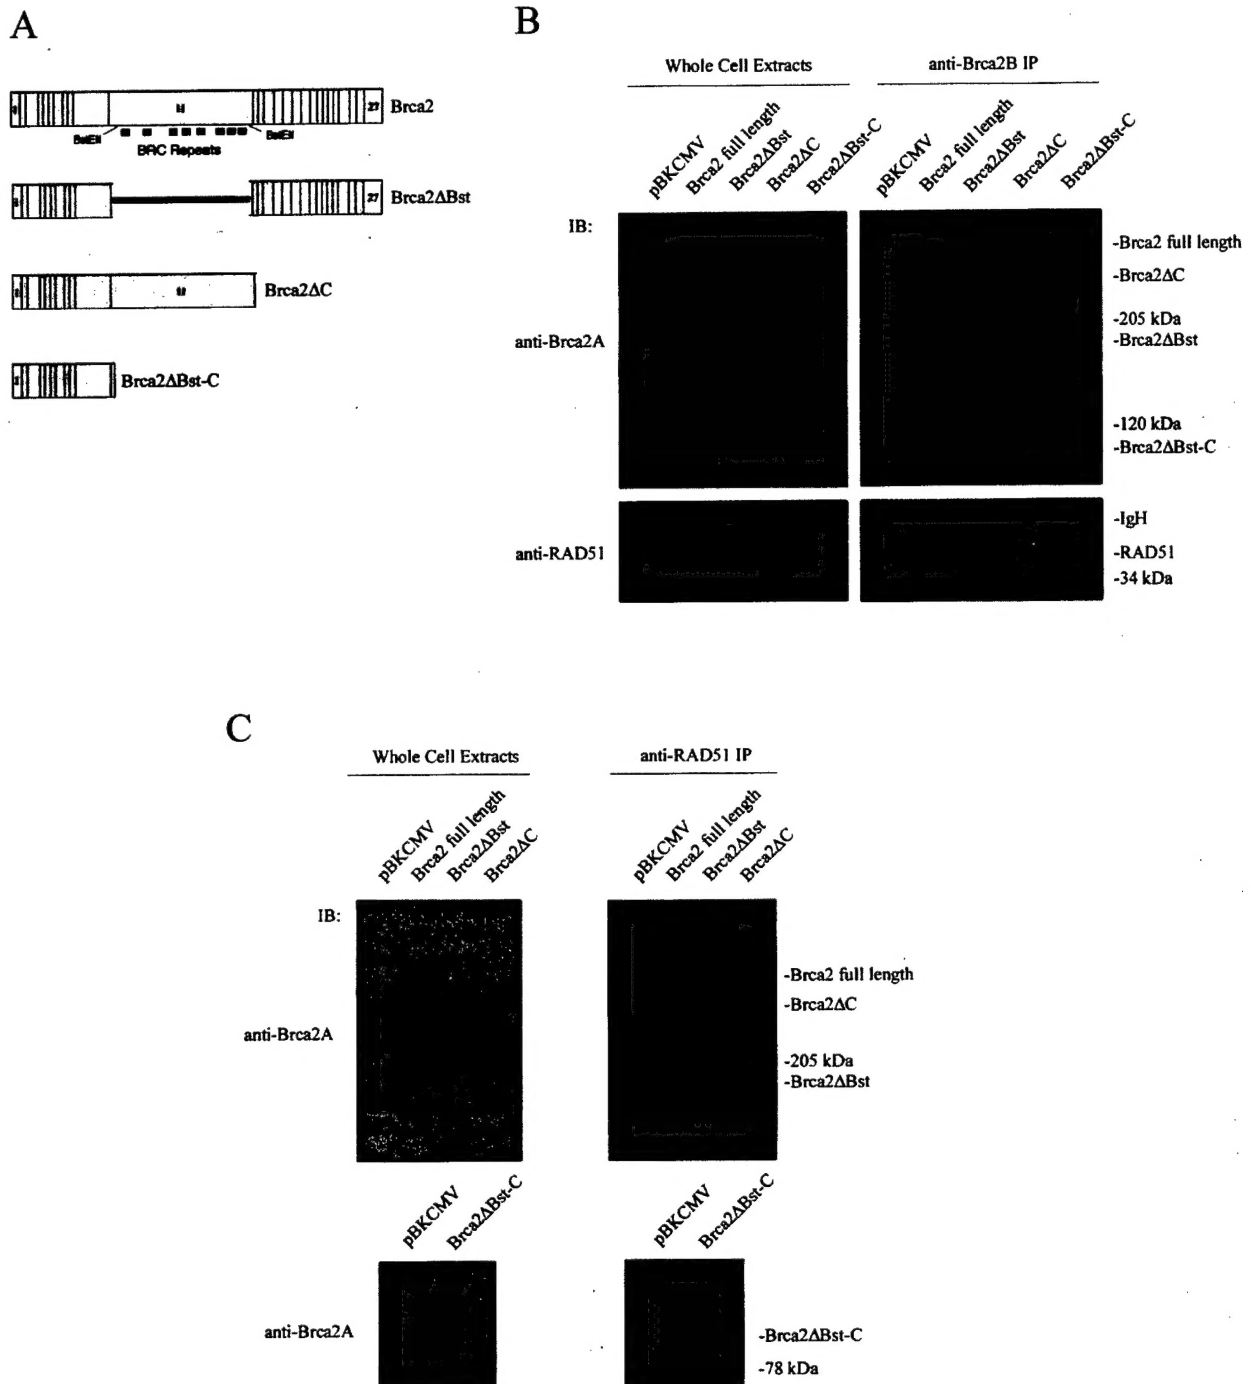 A
Brca2
27
BstEII
BstEII
BRC Repeats
Brca2ΔBst
27
Brca2ΔC
Brca2ΔBst-C
B
Whole Cell Extracts
anti-Brca2B IP
pBKCMV
Brca2 full length
Brca2ΔBst
Brca2ΔC
Brca2ΔBst-C
pBKCMV
Brca2 full length
Brca2ΔBst
Brca2ΔC
Brca2ΔBst-C
IB:
anti-Brca2A
-Brca2 full length
-Brca2ΔC
-205 kDa
-Brca2ΔBst
-120 kDa
-Brca2ΔBst-C
anti-RAD51
-IgH
-RAD51
-34 kDa
C
Whole Cell Extracts
anti-RAD51 IP
pBKCMV
Brca2 full length
Brca2ΔBst
Brca2ΔC
pBKCMV
Brca2 full length
Brca2ΔBst
Brca2ΔC
IB:
anti-Brca2A
-Brca2 full length
-Brca2ΔC
-205 kDa
-Brca2ΔBst
pBKCMV
Brca2ΔBst-C
pBKCMV
Brca2ΔBst-C
anti-Brca2A
-Brca2ΔBst-C
-78 kDa